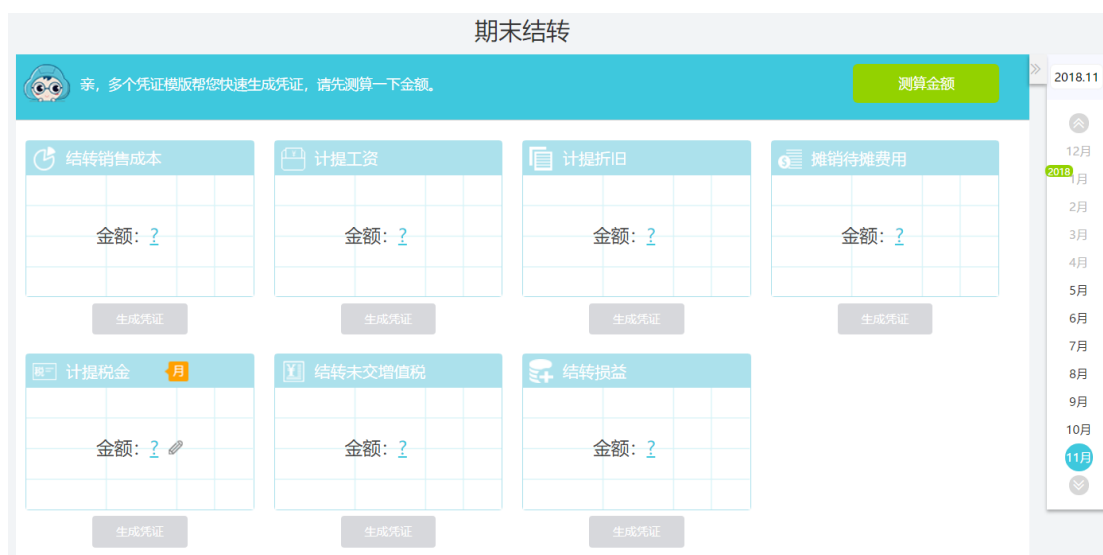 期末结转
亲，多个凭证模版帮您快速生成凭证，请先测算一下金额。
测算金额
结转销售成本
金额：?
生成凭证
计提工资
金额：?
生成凭证
计提折旧
金额：?
生成凭证
摊销待摊费用
金额：?
生成凭证
税
计提税金
月
金额：?
生成凭证
结转未交增值税
金额：?
生成凭证
结转损益
金额：?
生成凭证
2018.11
12月
2018
1月
2月
3月
4月
5月
6月
7月
8月
9月
10月
11月